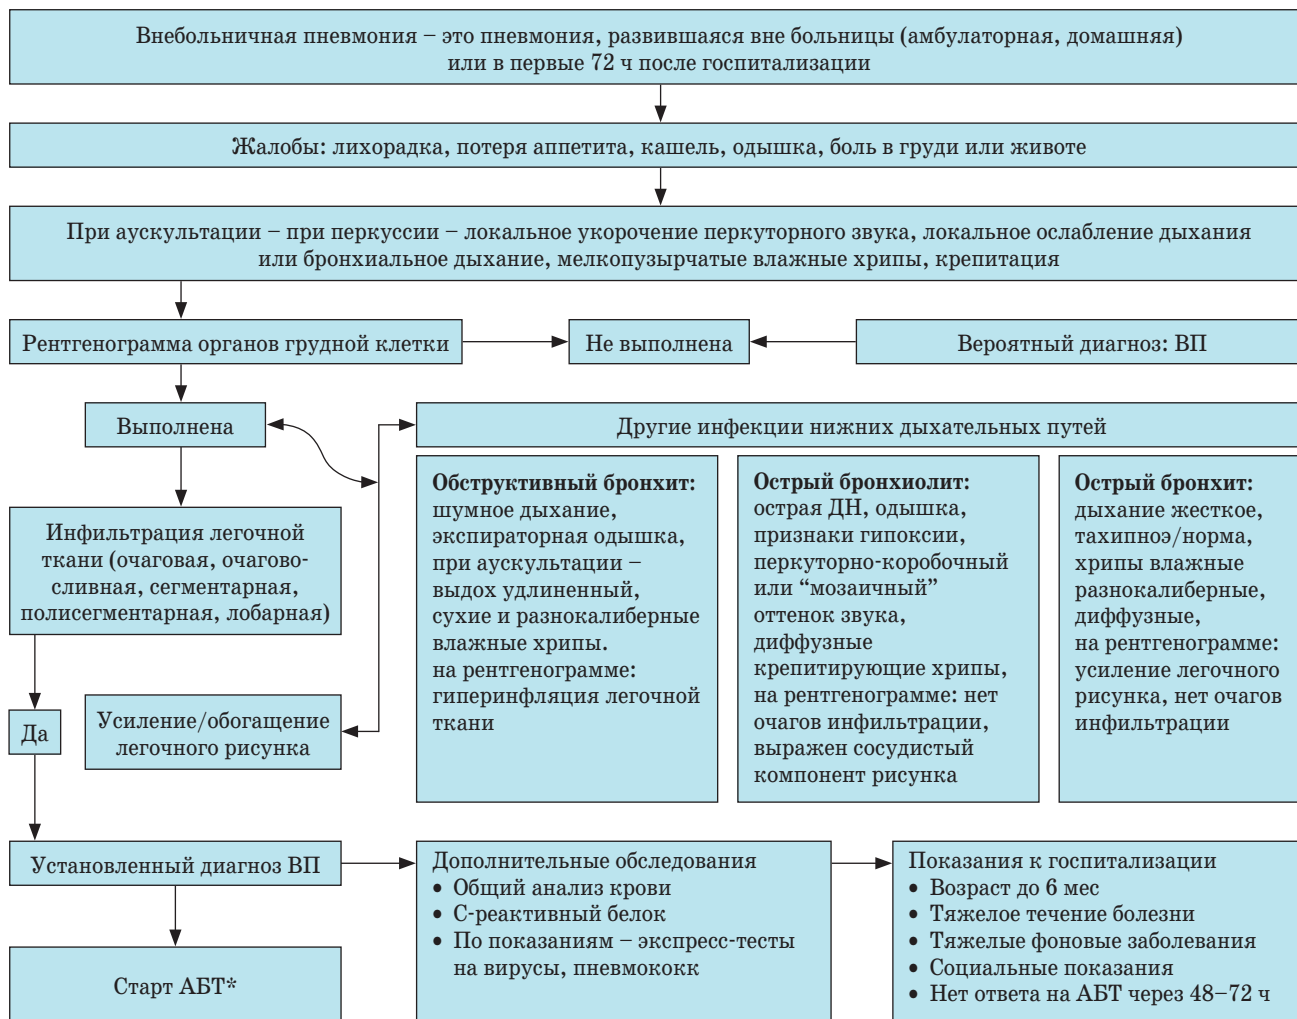 Внебольничная пневмония – это пневмония, развившаяся вне больницы (амбулаторная, домашняя)
или в первые 72 ч после госпитализации
Жалобы: лихорадка, потеря аппетита, кашель, одышка, боль в груди или животе
При аускультации – при перкуссии – локальное укорочение перкуторного звука, локальное ослабление дыхания
или бронхиальное дыхание, мелкопузырчатые влажные хрипы, крепитация
Рентгенограмма органов грудной клетки
Не выполнена
Вероятный диагноз: ВП
Выполнена
Другие инфекции нижних дыхательных путей
Инфильтрация легочной
ткани (очаговая, очагово-
сливная, сегментарная,
полисегментарная, лобарная)
Обструктивный бронхит:
шумное дыхание,
экспираторная одышка,
при аускультации –
выдох удлиненный,
сухие и разнокалиберные
влажные хрипы.
на рентгенограмме:
гиперинфляция легочной
ткани
Острый бронхиолит:
острая ДН, одышка,
признаки гипоксии,
перкуторно-коробочный
или “мозаичный”
оттенок звука,
диффузные
крепитирующие хрипы,
на рентгенограмме: нет
очагов инфильтрации,
выражен сосудистый
компонент рисунка
Острый бронхит:
дыхание жесткое,
тахипноэ/норма,
хрипы влажные
разнокалиберные,
диффузные,
на рентгенограмме:
усиление легочного
рисунка, нет очагов
инфильтрации
Да
Усиление/обогащение
легочного рисунка
Установленный диагноз ВП
Дополнительные обследования
• Общий анализ крови
• С-реактивный белок
• По показаниям – экспресс-тесты
на вирусы, пневмококк
Показания к госпитализации
• Возраст до 6 мес
• Тяжелое течение болезни
• Тяжелые фоновые заболевания
• Социальные показания
• Нет ответа на АБТ через 48–72 ч
Старт АБТ*